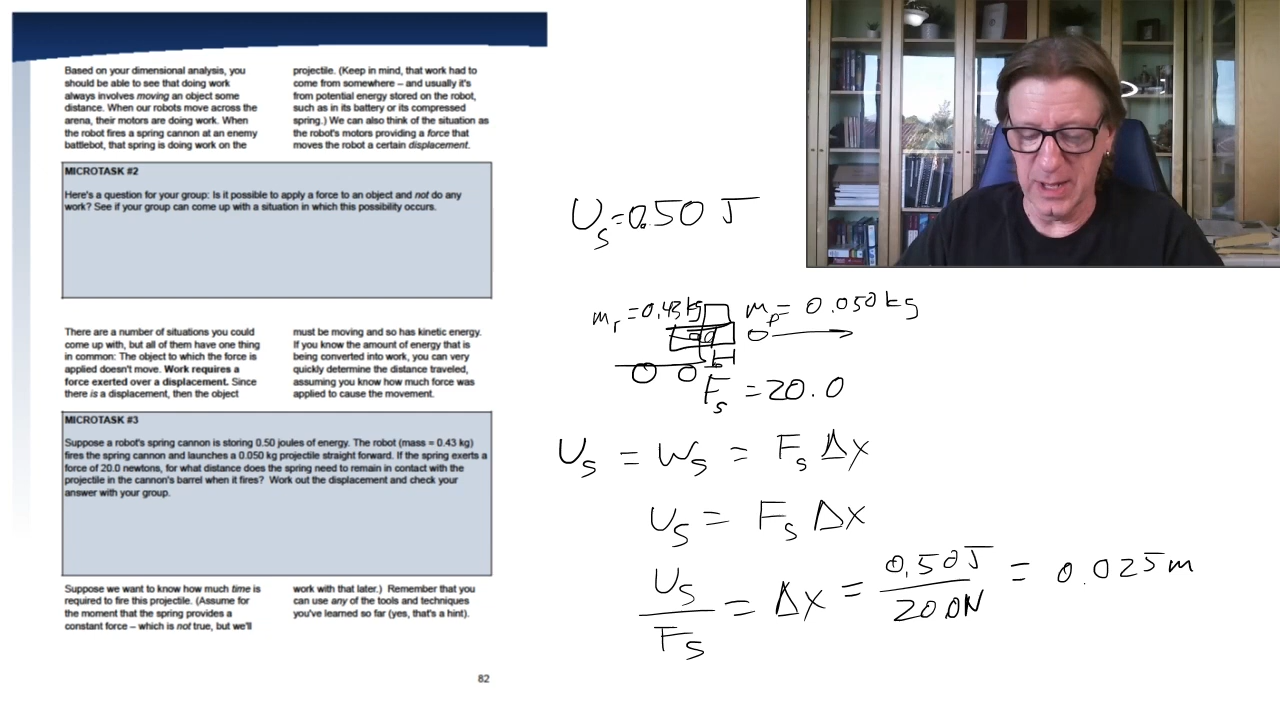 Based on your dimensional analysis, you
should be able to see that doing work
always involves moving an object some
distance. When our robots move across the
arena, their motors are doing work. When
the robot fires a spring cannon at an enemy
battlebot, that spring is doing work on the
projectile. (Keep in mind, that work had to
come from somewhere – and usually it's
from potential energy stored on the robot,
such as in its battery or its compressed
spring.) We can also think of the situation as
the robot's motors providing a force that
moves the robot a certain displacement.
MICROTASK #2
Here's a question for your group: Is it possible to apply a force to an object and not do any
work? See if your group can come up with a situation in which this possibility occurs.
There are a number of situations you could
come up with, but all of them have one thing
in common: The object to which the force is
applied doesn't move. Work requires a
force exerted over a displacement. Since
there is a displacement, then the object
must be moving and so has kinetic energy.
If you know the amount of energy that is
being converted into work, you can very
quickly determine the distance traveled,
assuming you know how much force was
applied to cause the movement.
MICROTASK #3
Suppose a robot's spring cannon is storing 0.50 joules of energy. The robot (mass = 0.43 kg)
fires the spring cannon and launches a 0.050 kg projectile straight forward. If the spring exerts a
force of 20.0 newtons, for what distance does the spring need to remain in contact with the
projectile in the cannon's barrel when it fires? Work out the displacement and check your
answer with your group.
Suppose we want to know how much time is
required to fire this projectile. (Assume for
the moment that the spring provides a
constant force – which is not true, but we'll
work with that later.) Remember that you
can use any of the tools and techniques
you've learned so far (yes, that's a hint).
82
Us=0.50 J
mr=0.43kg
mp=0.050kg
Fs=20.0
Us = Ws = Fs Δx
Us = Fs Δx
Us/Fs = Δx = 0.50J/20.0N = 0.025m